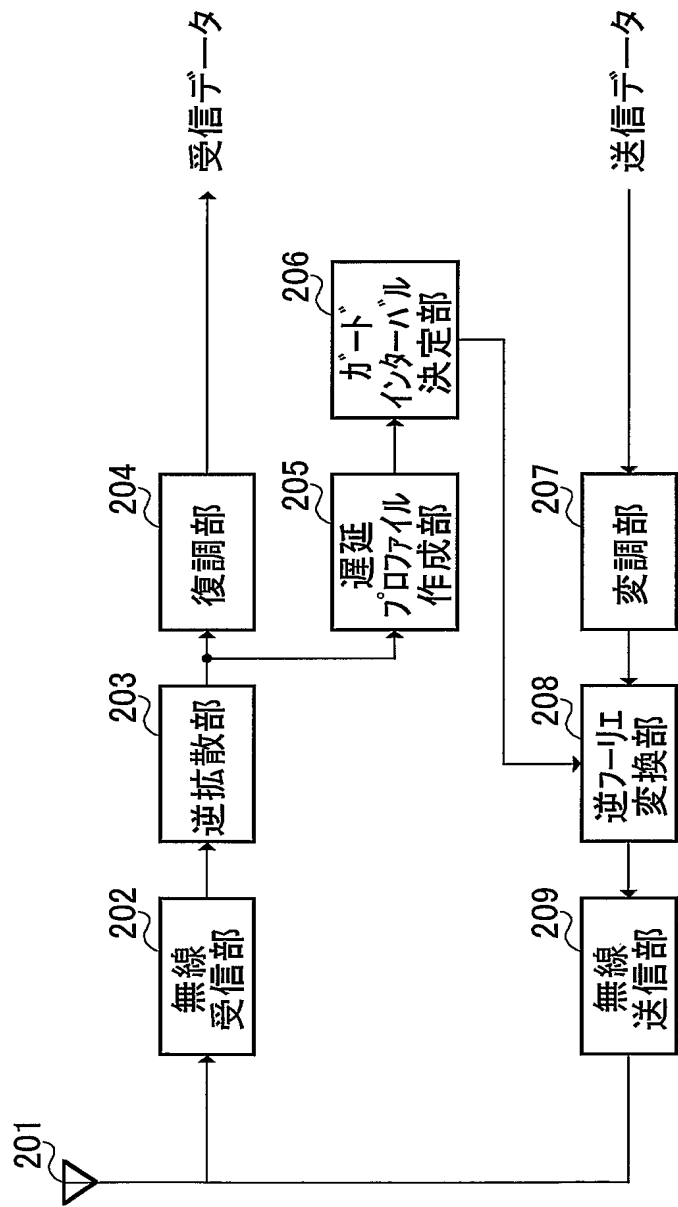 201
202
無線
受信部
203
逆拡散部
204
復調部
受信データ
205
遅延
プロファイル
作成部
206
ガード
インターバル
決定部
207
変調部
送信データ
208
逆フーリエ
変換部
209
無線
送信部